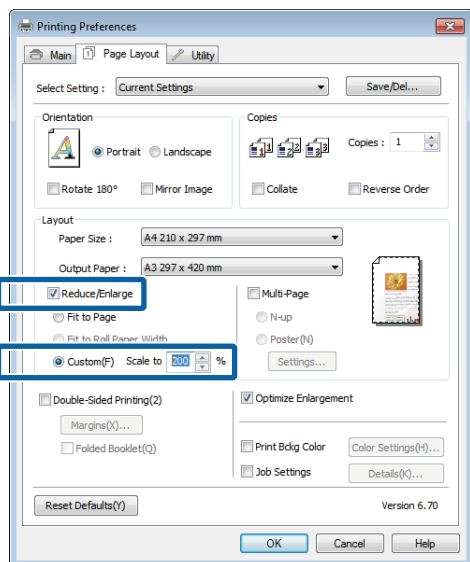 Printing Preferences
Main
Page Layout
Utility
Select Setting : Current Settings
Save/Del...
Orientation
Portrait
Landscape
Rotate 180°
Mirror Image
Copies
Copies : 1
Collate
Reverse Order
Layout
Paper Size : A4 210 x 297 mm
Output Paper : A3 297 x 420 mm
Reduce/Enlarge
Fit to Page
Fit to Roll Paper Width
Custom(F) Scale to 200 %
Multi-Page
N-up
Poster(N)
Settings...
Double-Sided Printing(2)
Margins(X)...
Folded Booklet(Q)
Optimize Enlargement
Print Bckg Color
Color Settings(H)...
Job Settings
Details(K)...
Reset Defaults(Y)
Version 6.70
OK
Cancel
Help